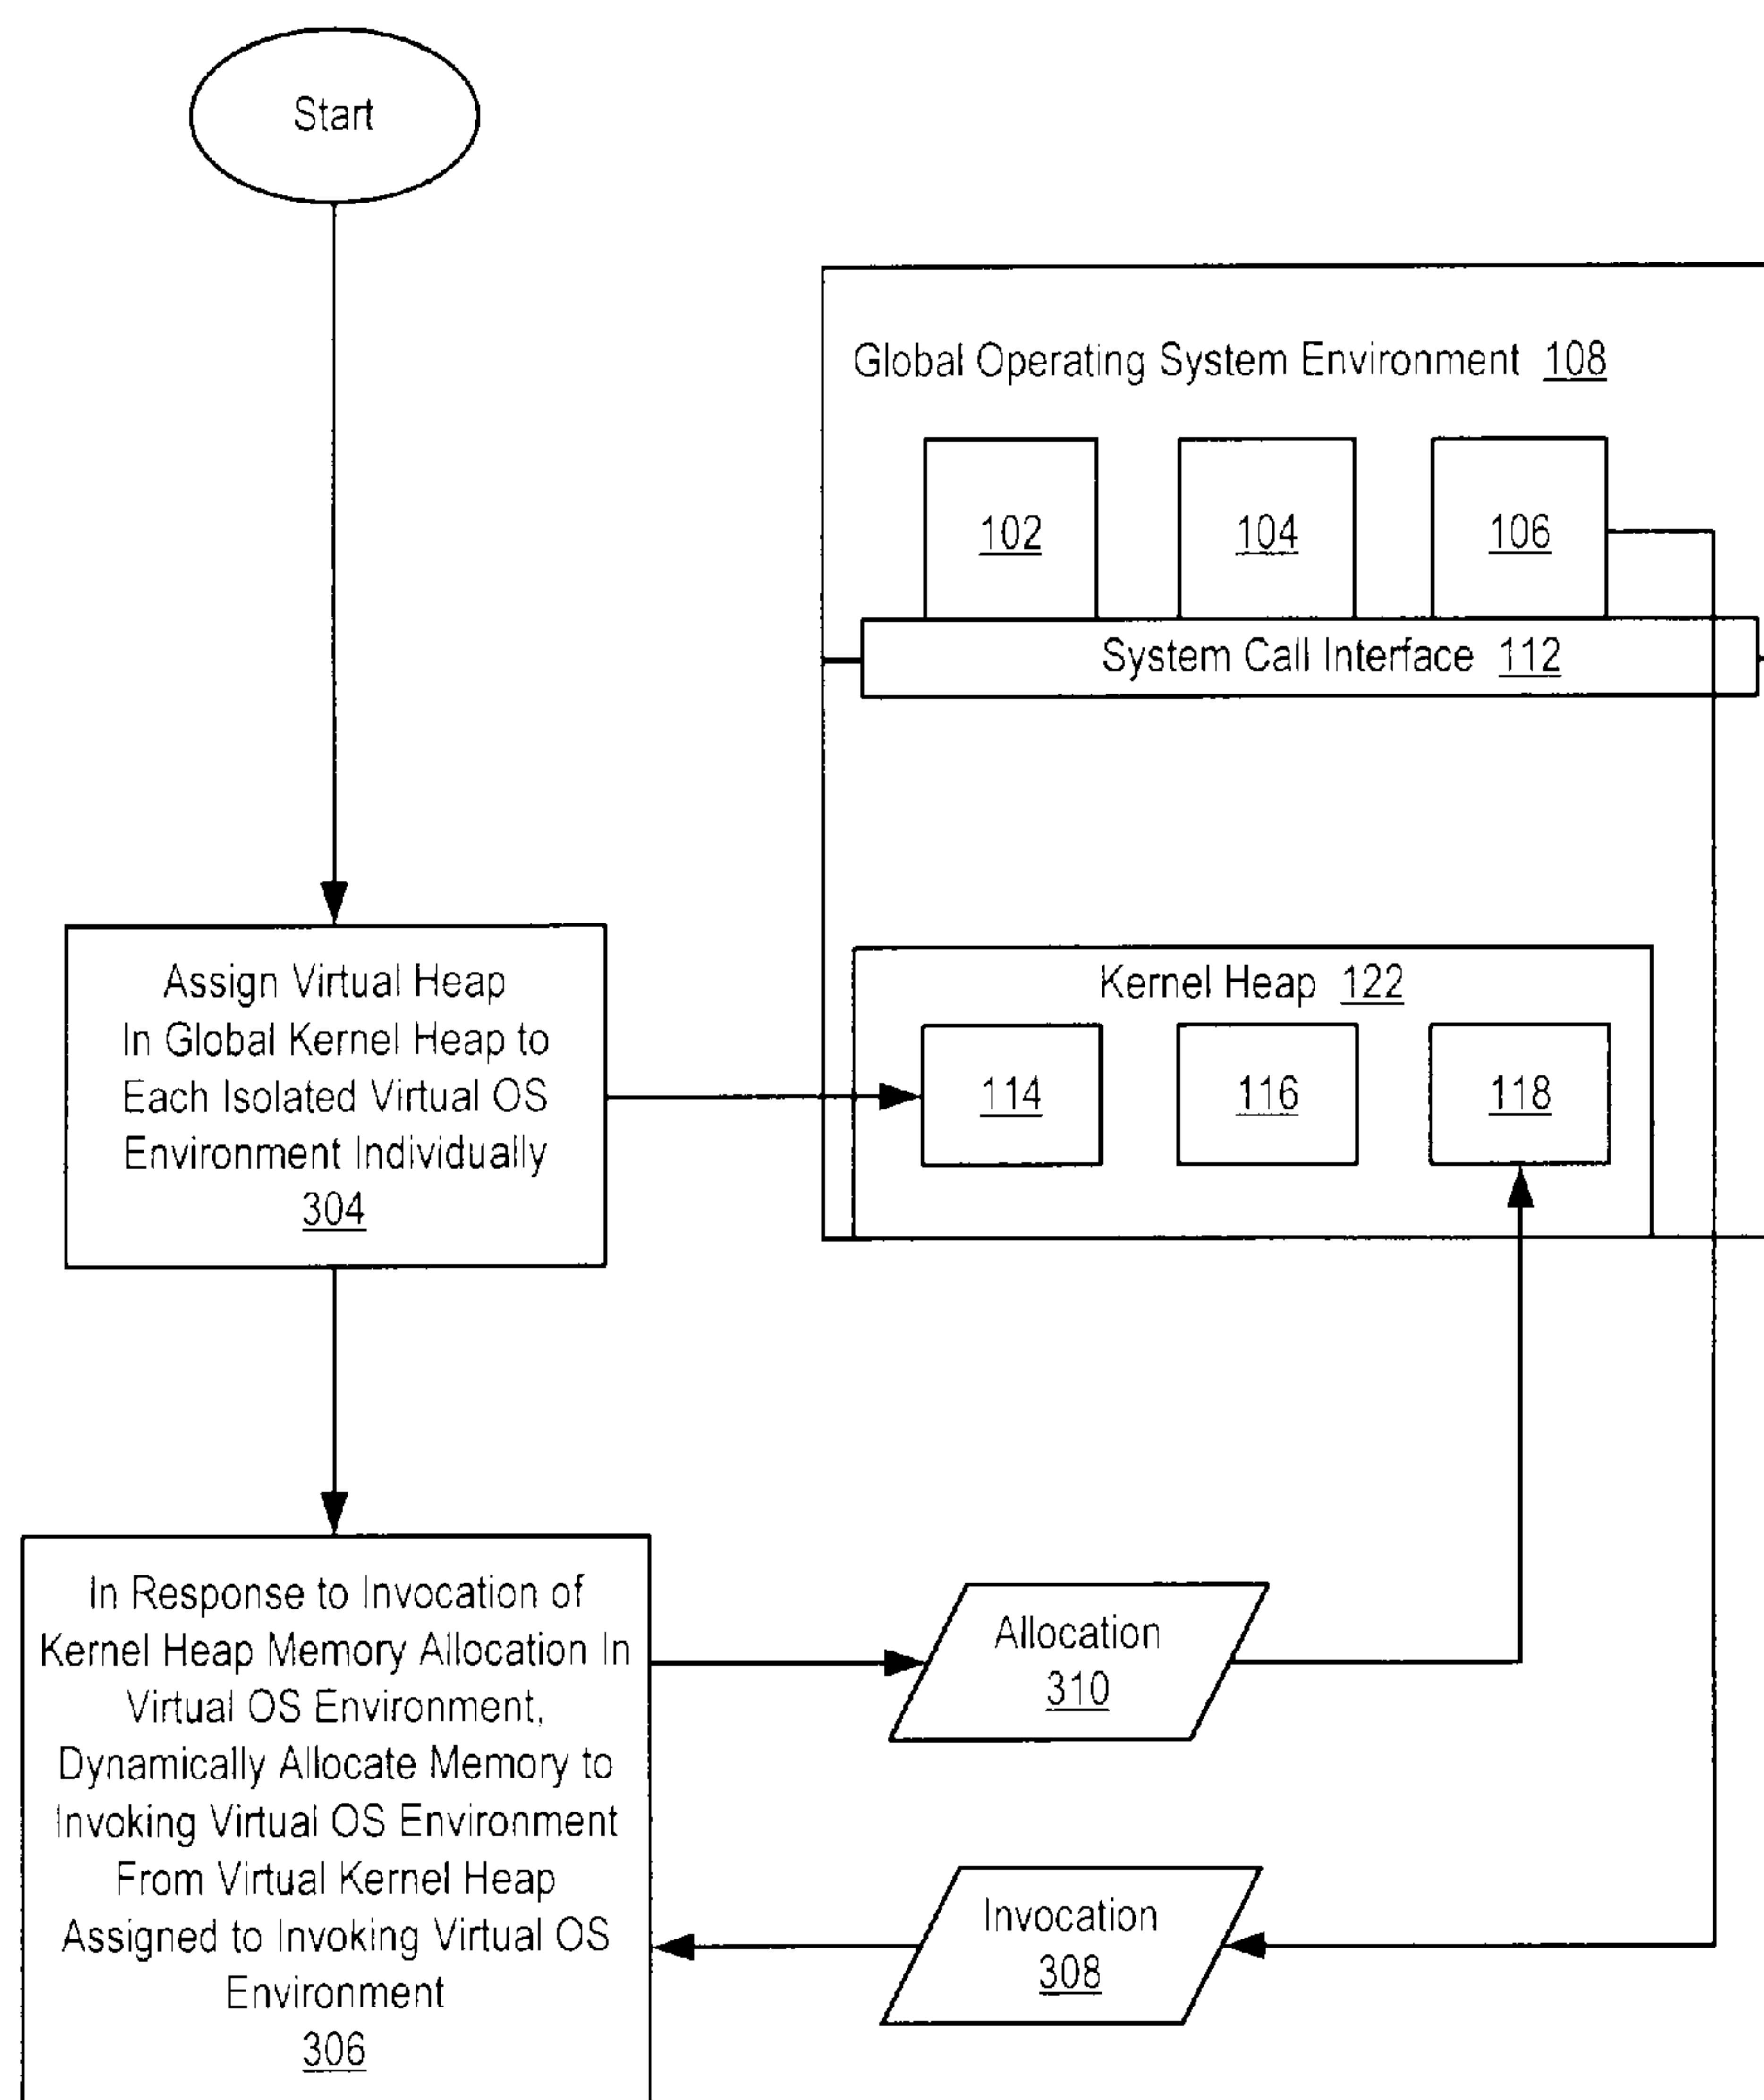 Start
Global Operating System Environment 108
102
104
106
System Call Interface 112
Assign Virtual Heap
In Global Kernel Heap to
Each Isolated Virtual OS
Environment Individually
304
Kernel Heap 122
114
116
118
In Response to Invocation of
Kernel Heap Memory Allocation In
Virtual OS Environment,
Dynamically Allocate Memory to
Invoking Virtual OS Environment
From Virtual Kernel Heap
Assigned to Invoking Virtual OS
Environment
306
Allocation
310
Invocation
308